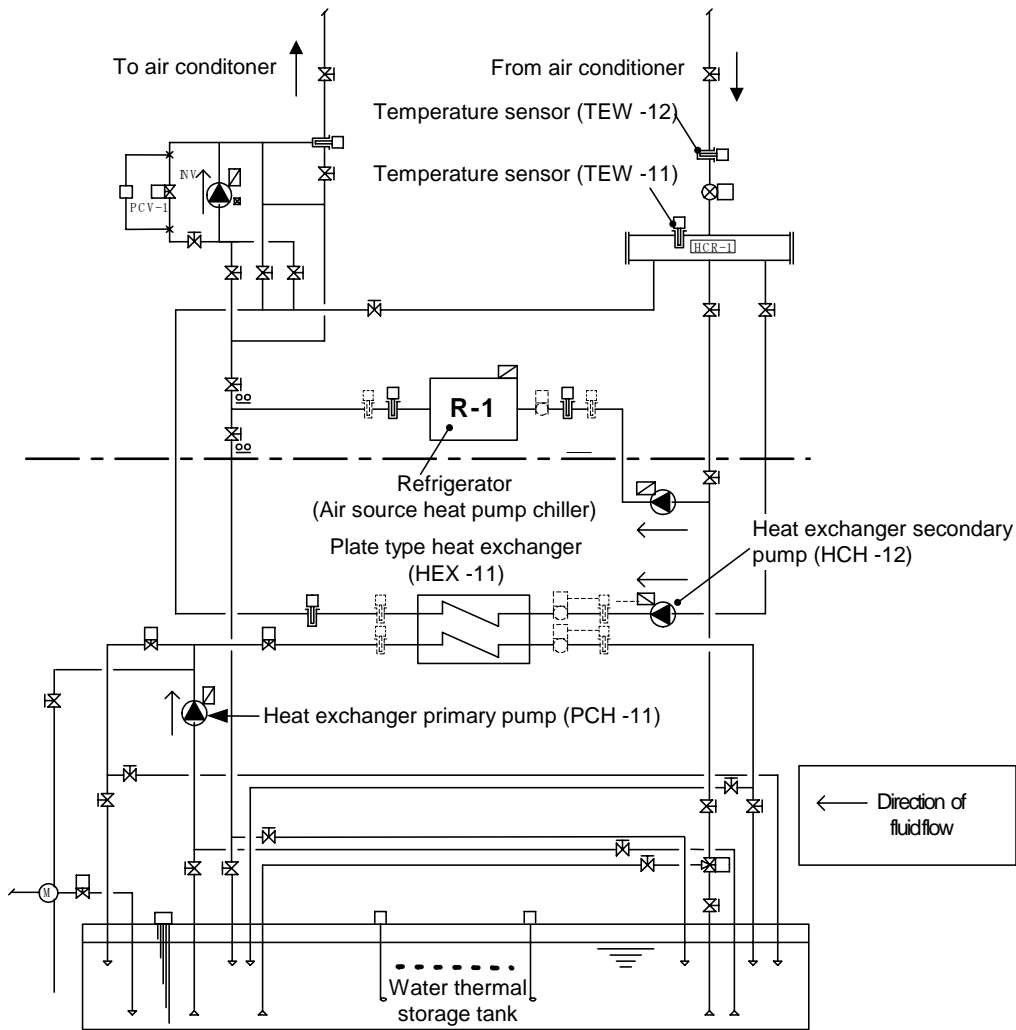 To air conditoner
From air conditioner
Temperature sensor (TEW -12)
Temperature sensor (TEW -11)
INV
PCV-1
HCR-1
R-1
Refrigerator
(Air source heat pump chiller)
Plate type heat exchanger
(HEX -11)
Heat exchanger secondary
pump (HCH -12)
Heat exchanger primary pump (PCH -11)
Direction of
fluidflow
M
Water thermal
storage tank